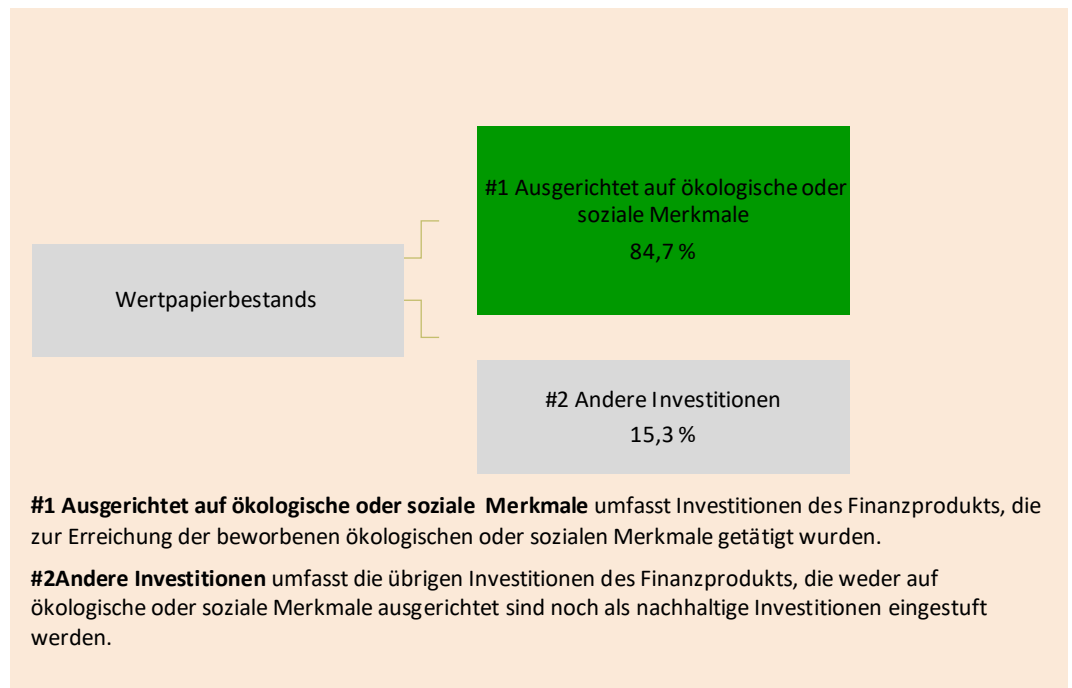 #1 Ausgerichtet auf ökologische oder
soziale Merkmale
84,7 %
Wertpapierbestands
#2 Andere Investitionen
15,3 %
#1 Ausgerichtet auf ökologische oder soziale Merkmale umfasst Investitionen des Finanzprodukts, die
zur Erreichung der beworbenen ökologischen oder sozialen Merkmale getätigt wurden.
#2Andere Investitionen umfasst die übrigen Investitionen des Finanzprodukts, die weder auf
ökologische oder soziale Merkmale ausgerichtet sind noch als nachhaltige Investitionen eingestuft
werden.